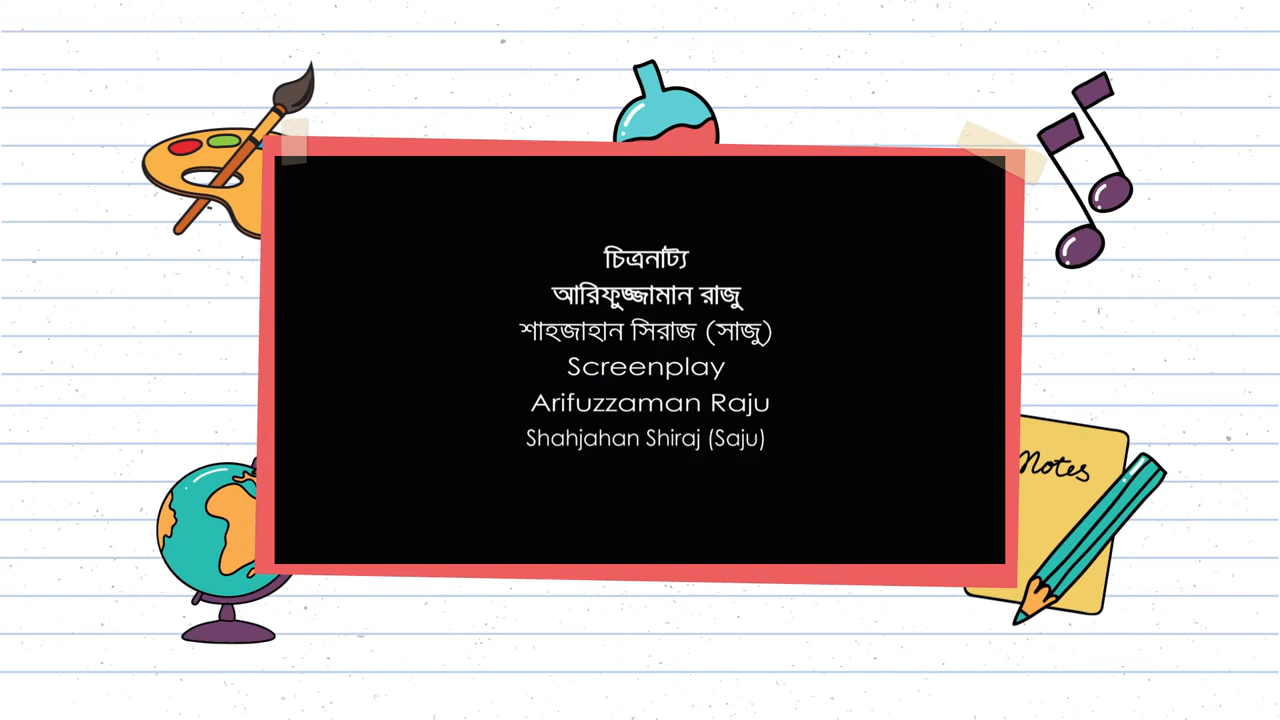 চিত্রনাট্য
আরিফুজ্জামান রাজু
শাহজাহান সিরাজ (সাজু)
Screenplay
Arifuzzaman Raju
Shahjahan Shiraj (Saju)
Notes